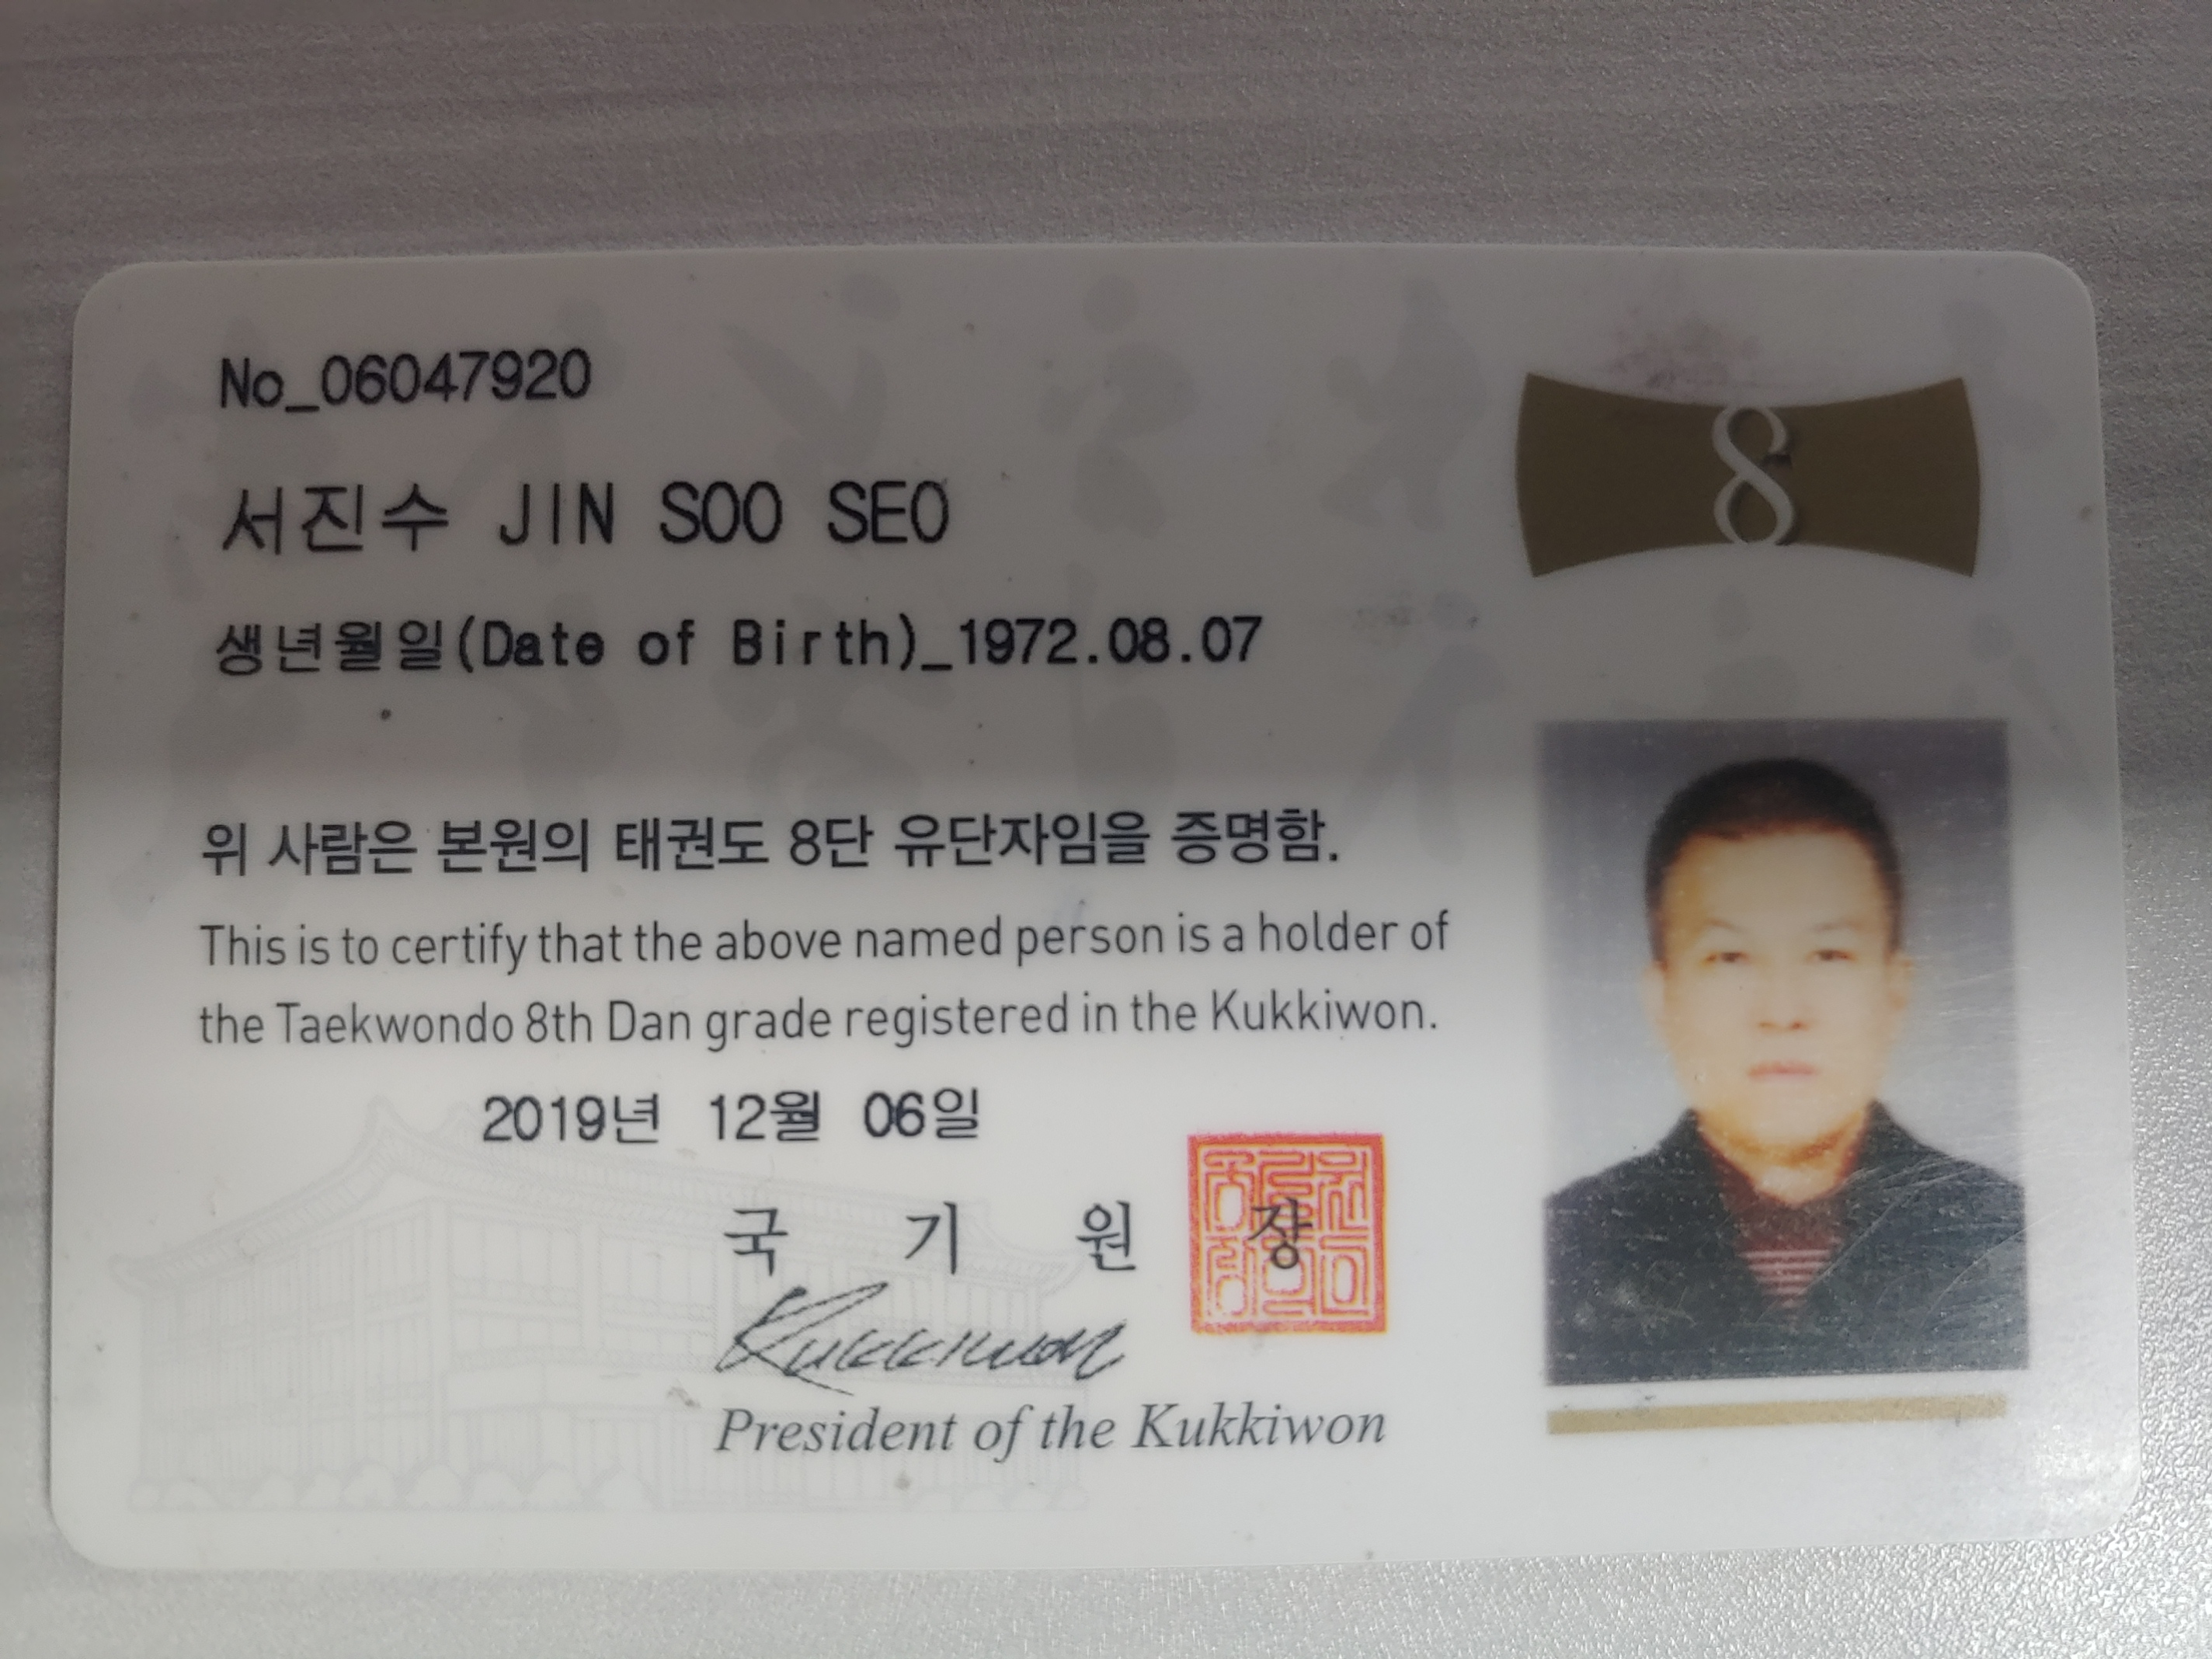 No_06047920
8
서진수 JIN SOO SEO
생년월일(Date of Birth)_1972.08.07
위 사람은 본원의 태권도 8단 유단자임을 증명함.
This is to certify that the above named person is a holder of
the Taekwondo 8th Dan grade registered in the Kukkiwon.
2019년 12월 06일
국 기 원 장
Kukkiwon
President of the Kukkiwon